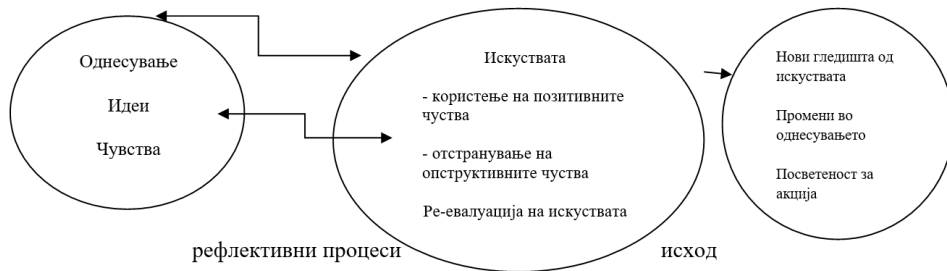 Однесување
Идеи
Чувства
Искуствата
- користење на позитивните
чуства
- отстранување на
опструктивните чуства
Ре-евалуација на искуствата
Нови гледишта од
искуствата
Промени во
однесувањето
Посветеност за
акција
рефлективни процеси
исход